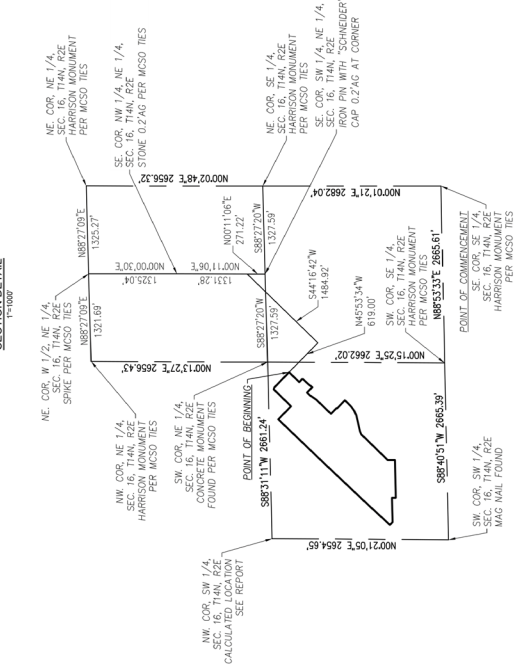 SECTION DETAIL
1"=1000'
NE. COR, W 1/2, NE 1/4,
SEC. 16, T14N, R2E
SPIKE PER MCSO TIES
NE. COR, NE 1/4,
SEC. 16, T14N, R2E
HARRISON MONUMENT
PER MCSO TIES
N88°27'09"E
1321.69'
N88°27'09"E
1325.27'
SE. COR, NW 1/4, NE 1/4,
SEC. 16, T14N, R2E
STONE 0.2'AG PER MCSO TIES
NW. COR, NE 1/4,
SEC. 16, T14N, R2E
HARRISON MONUMENT
PER MCSO TIES
N00°13'27"E 2656.43'
N00°00'30"E
1325.04'
N00°11'06"E
1331.28'
N00°02'48"E 2656.32'
NE. COR, SE 1/4,
SEC. 16, T14N, R2E
HARRISON MONUMENT
PER MCSO TIES
SW. COR, NE 1/4,
SEC. 16, T14N, R2E
CONCRETE MONUMENT
FOUND PER MCSO TIES
N00°11'06"E
271.22'
S88°27'20"W
1327.59'
S88°27'20"W
1327.59'
SE. COR, SW 1/4, NE 1/4,
SEC. 16, T14N, R2E
IRON PIN WITH "SCHNEIDER"
CAP 0.2'AG AT CORNER
POINT OF BEGINNING
S88°31'11"W 2661.24'
NW. COR, SW 1/4,
SEC. 16, T14N, R2E
CALCULATED LOCATION
SEE REPORT
S44°16'42"W
1484.92'
N45°53'34"W
619.00'
N00°21'05"E 2654.65'
N00°15'25"E 2662.02'
N00°01'21"E 2682.04'
SW. COR, SE 1/4,
SEC. 16, T14N, R2E
HARRISON MONUMENT
PER MCSO TIES
S88°40'51"W 2665.39'
N88°53'33"E 2665.61'
SW. COR, SW 1/4,
SEC. 16, T14N, R2E
MAG NAIL FOUND
POINT OF COMMENCEMENT
SE. COR, SE 1/4,
SEC. 16, T14N, R2E
HARRISON MONUMENT
PER MCSO TIES